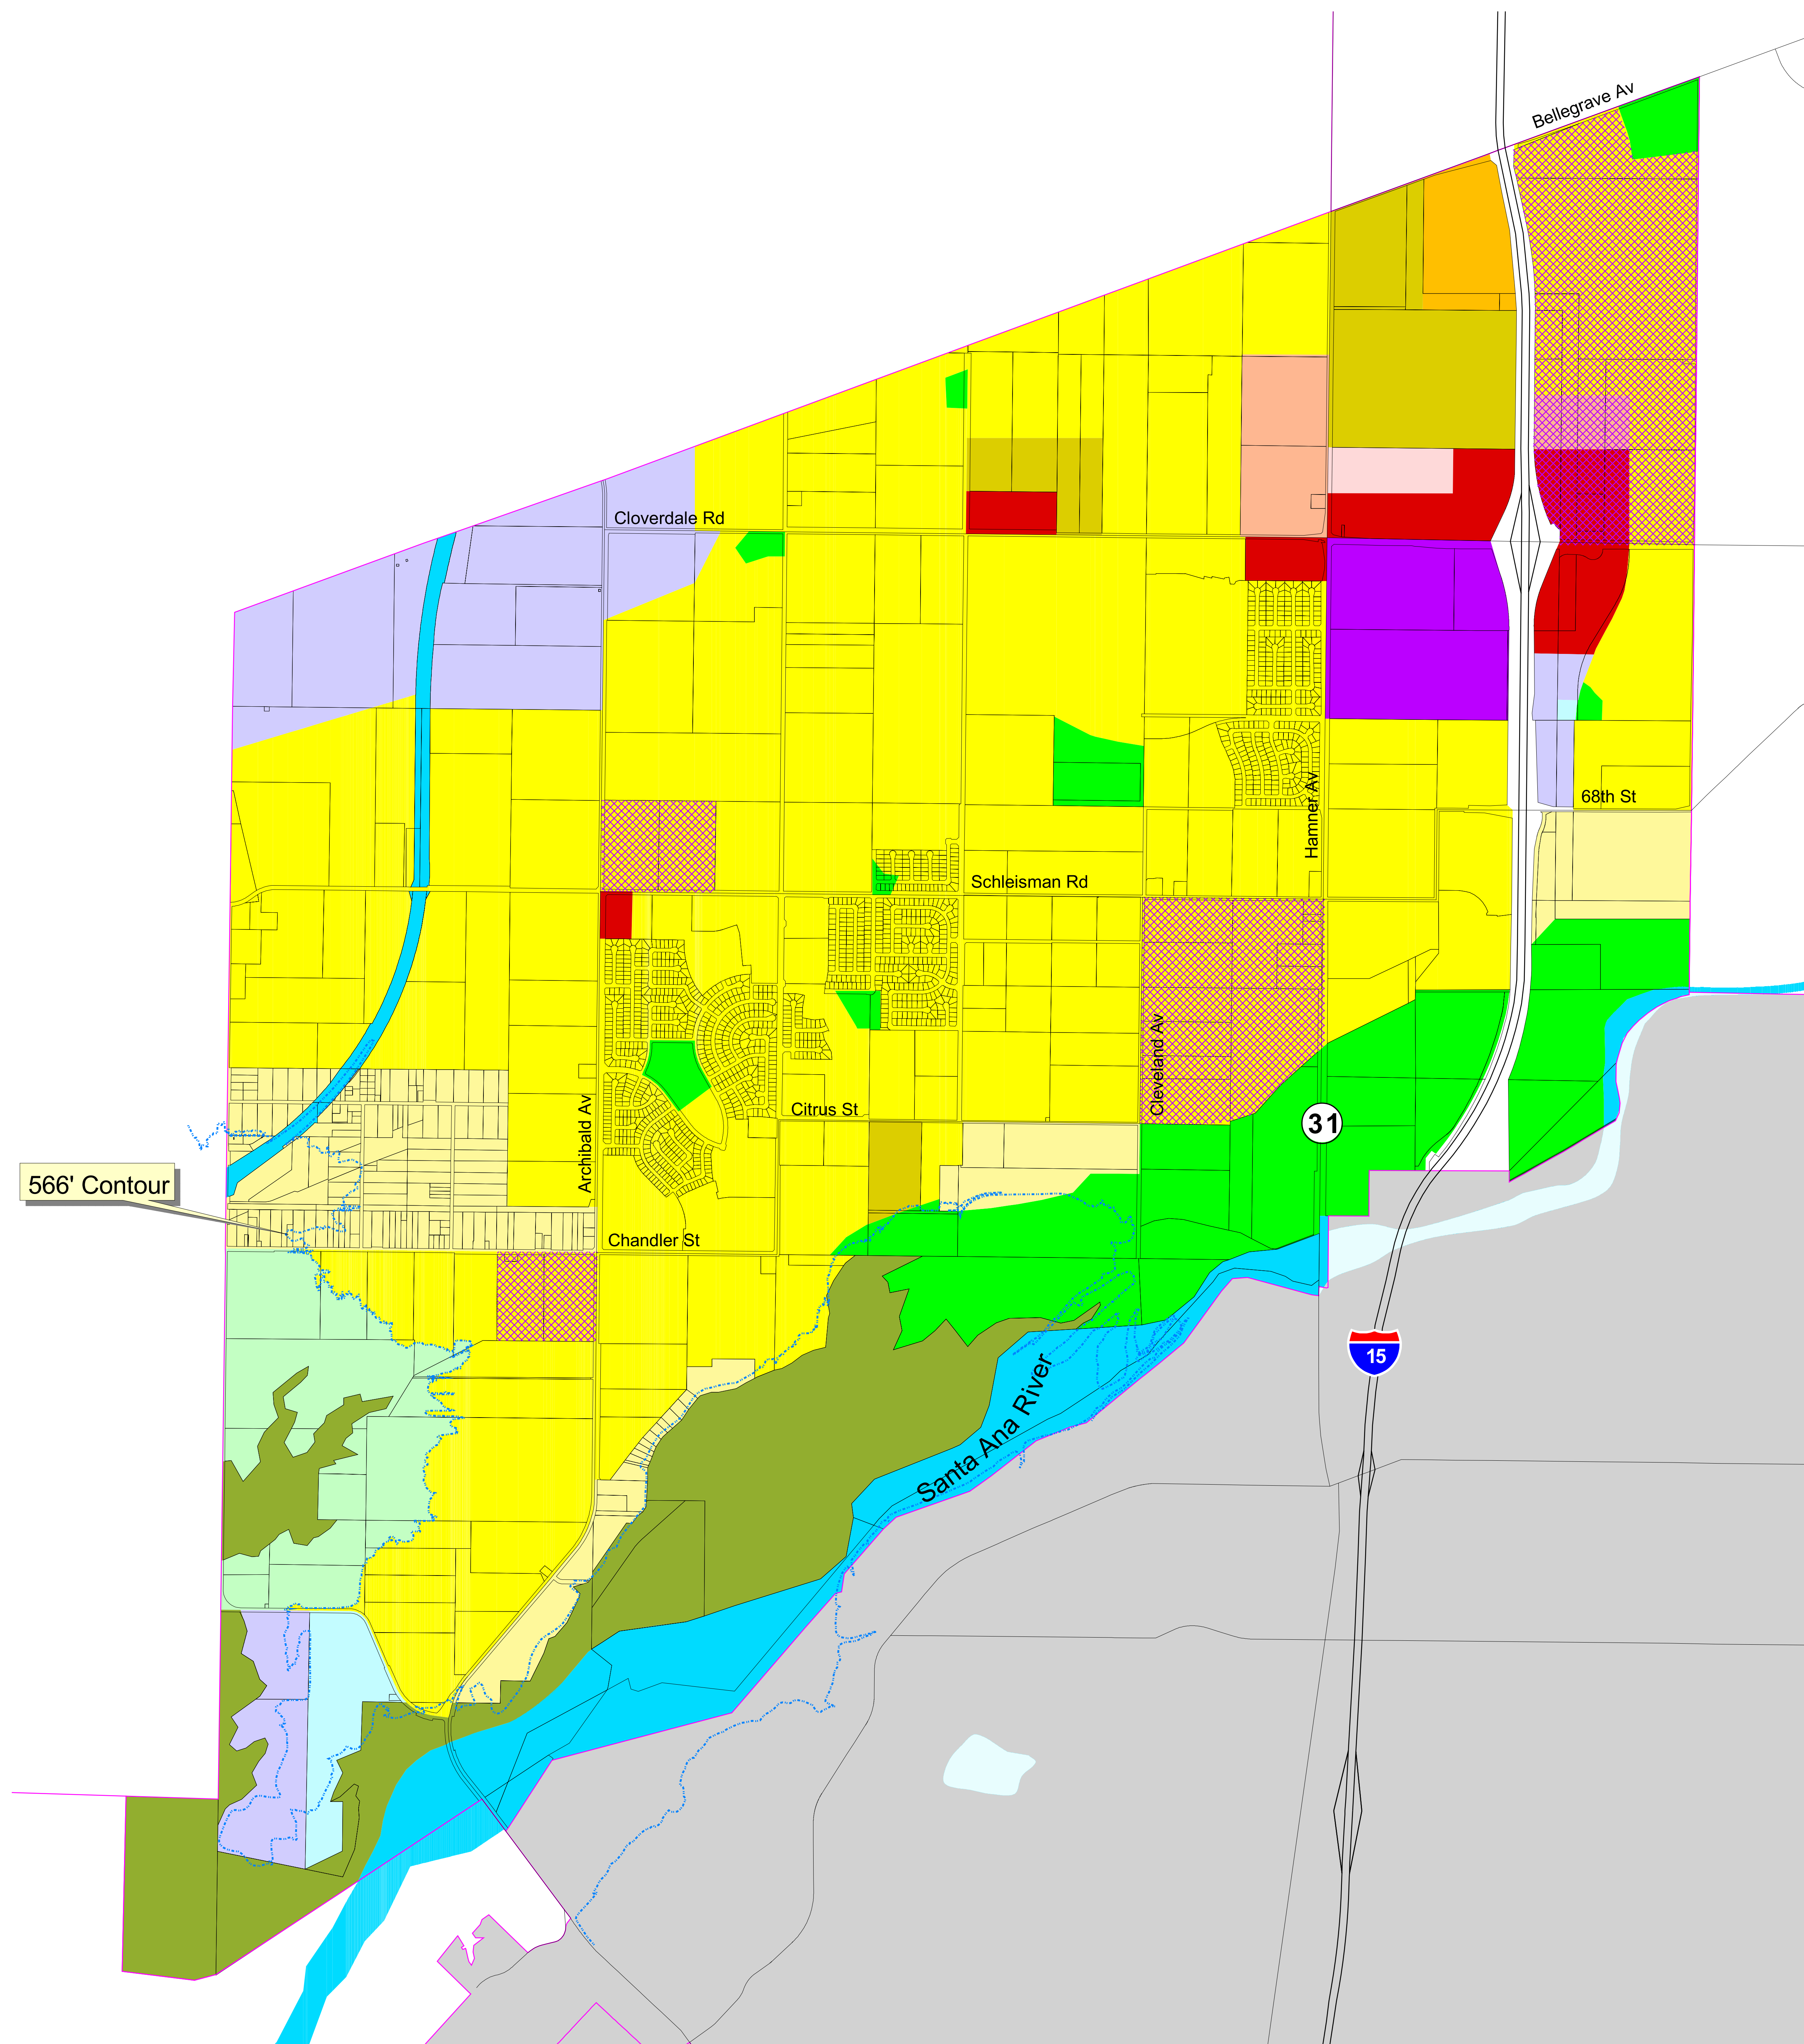 Bellegrave Av
Cloverdale Rd
68th St
Hamner Av
Schleisman Rd
Cleveland Av
Citrus St
31
Archibald Av
566' Contour
Chandler St
15
Santa Ana River